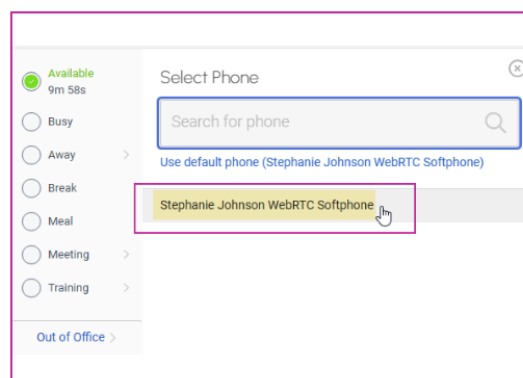 Available
9m 58s
Busy
Away
Break
Meal
Meeting
Training
Out of Office
Select Phone
Search for phone
Use default phone (Stephanie Johnson WebRTC Softphone)
Stephanie Johnson WebRTC Softphone